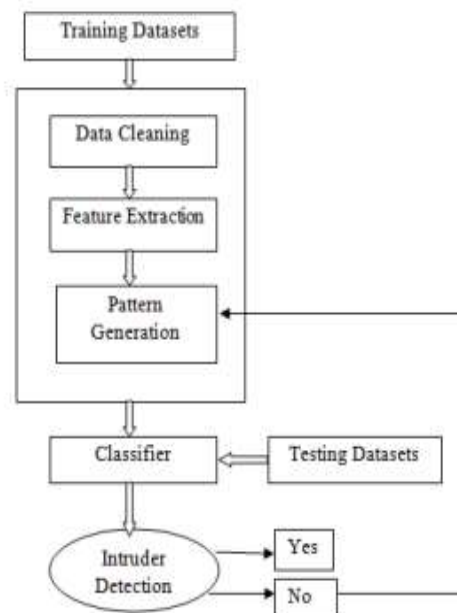 Training Datasets
Data Cleaning
Feature Extraction
Pattern
Generation
Classifier
Testing Datasets
Intruder
Detection
Yes
No